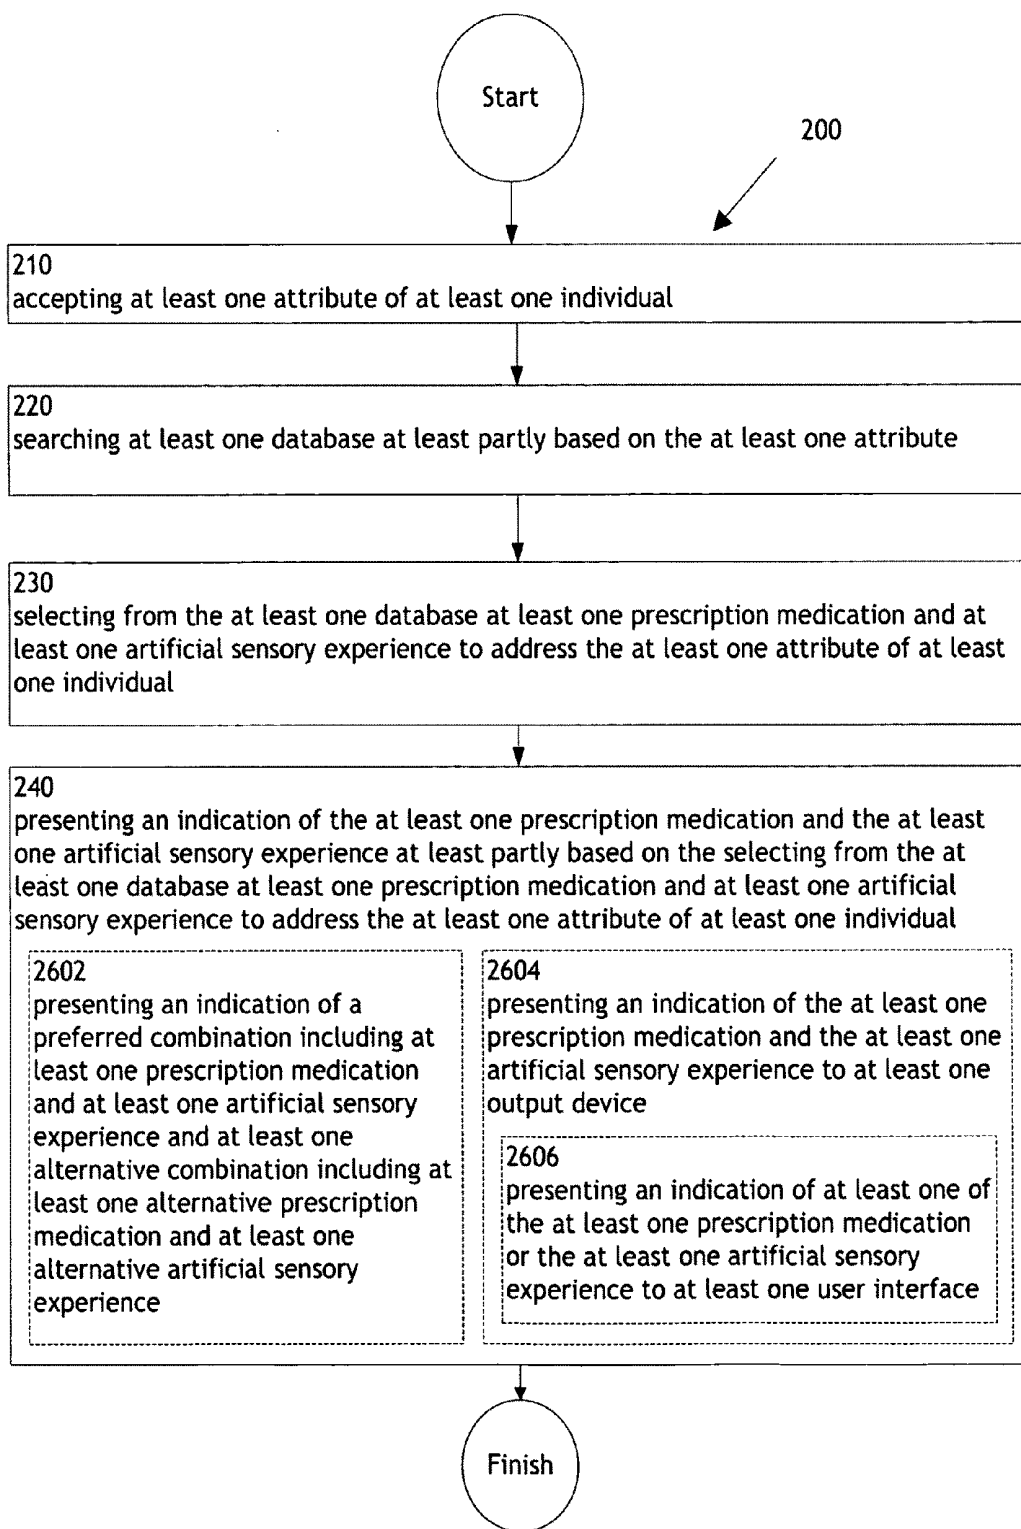 Start
200
210
accepting at least one attribute of at least one individual
220
searching at least one database at least partly based on the at least one attribute
230
selecting from the at least one database at least one prescription medication and at
least one artificial sensory experience to address the at least one attribute of at least
one individual
240
presenting an indication of the at least one prescription medication and the at least
one artificial sensory experience at least partly based on the selecting from the at
least one database at least one prescription medication and at least one artificial
sensory experience to address the at least one attribute of at least one individual
2602
presenting an indication of a
preferred combination including at
least one prescription medication
and at least one artificial sensory
experience and at least one
alternative combination including at
least one alternative prescription
medication and at least one
alternative artificial sensory
experience
2604
presenting an indication of the at least one
prescription medication and the at least one
artificial sensory experience to at least one
output device
2606
presenting an indication of at least one of
the at least one prescription medication
or the at least one artificial sensory
experience to at least one user interface
Finish